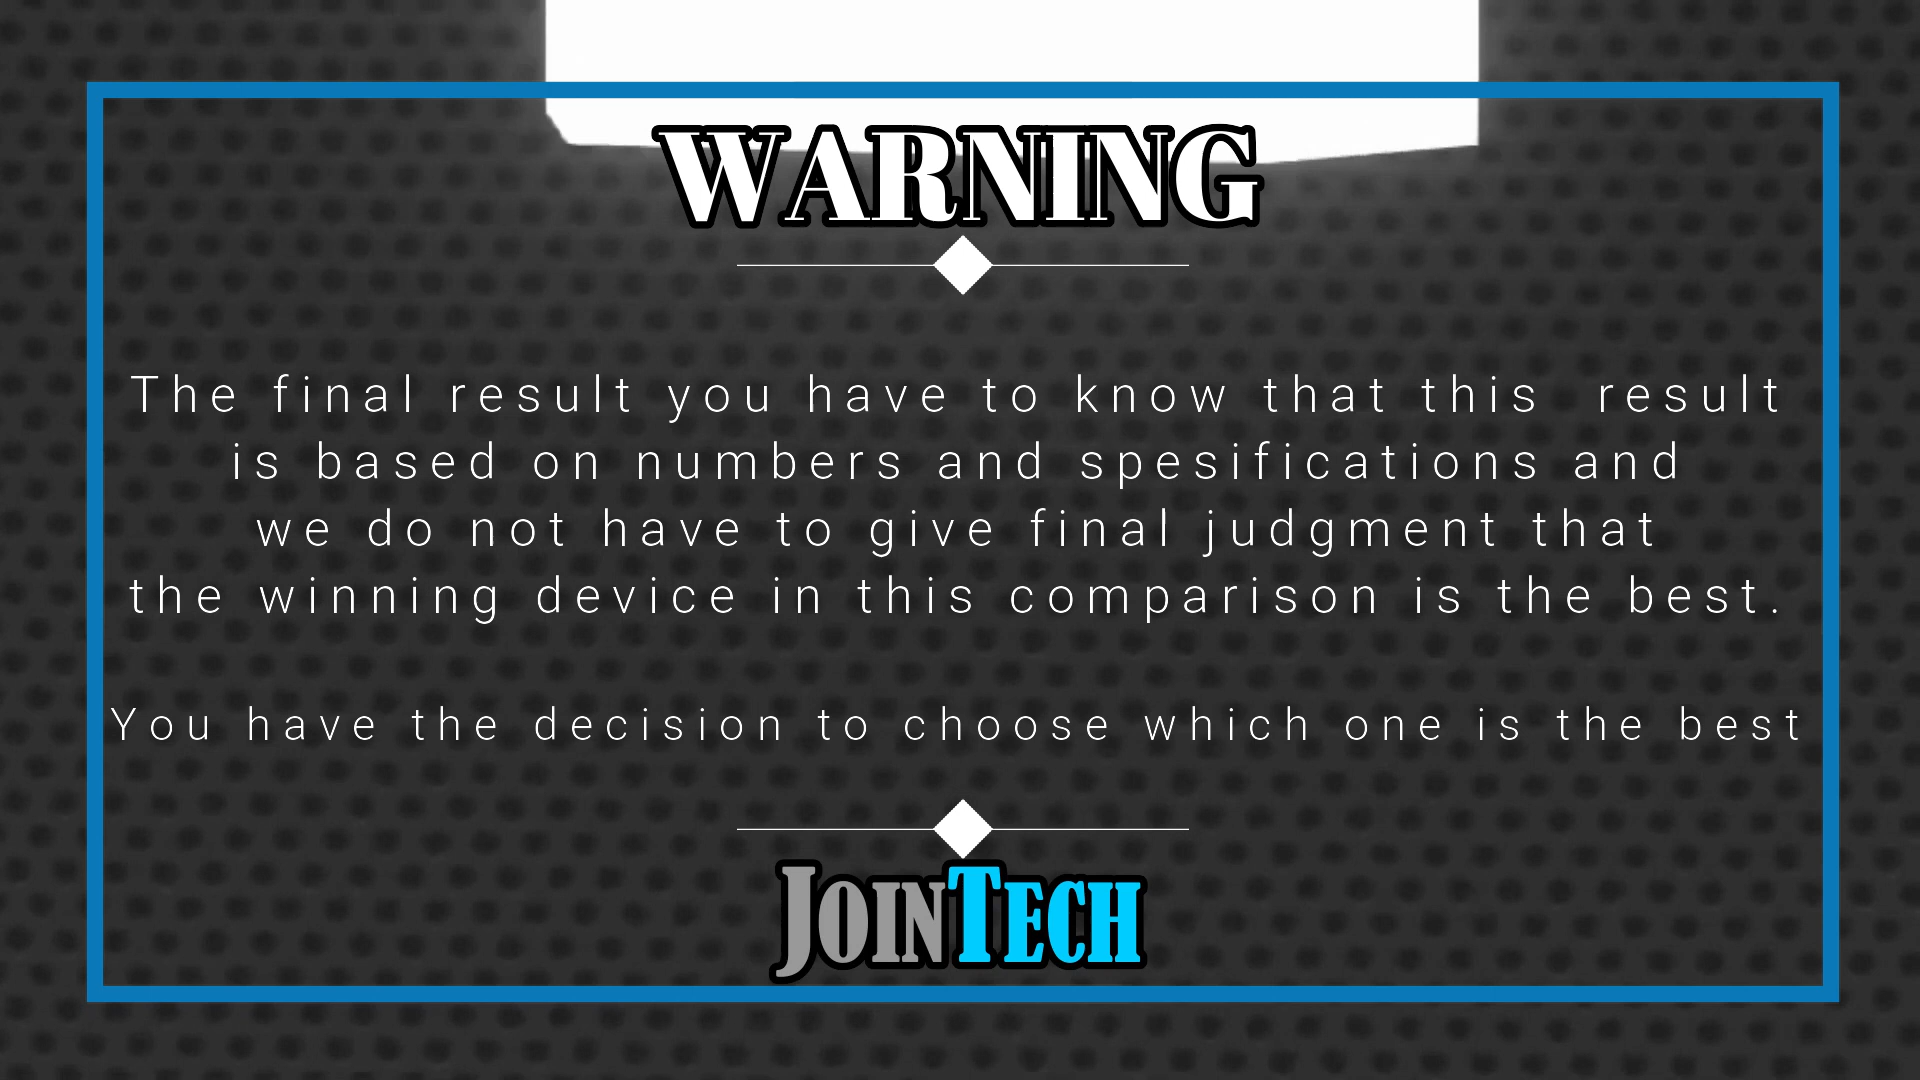 WARNING
The final result you have to know that this result
is based on numbers and spesifications and
we do not have to give final judgment that
the winning device in this comparison is the best.
You have the decision to choose which one is the best
JOINTECH